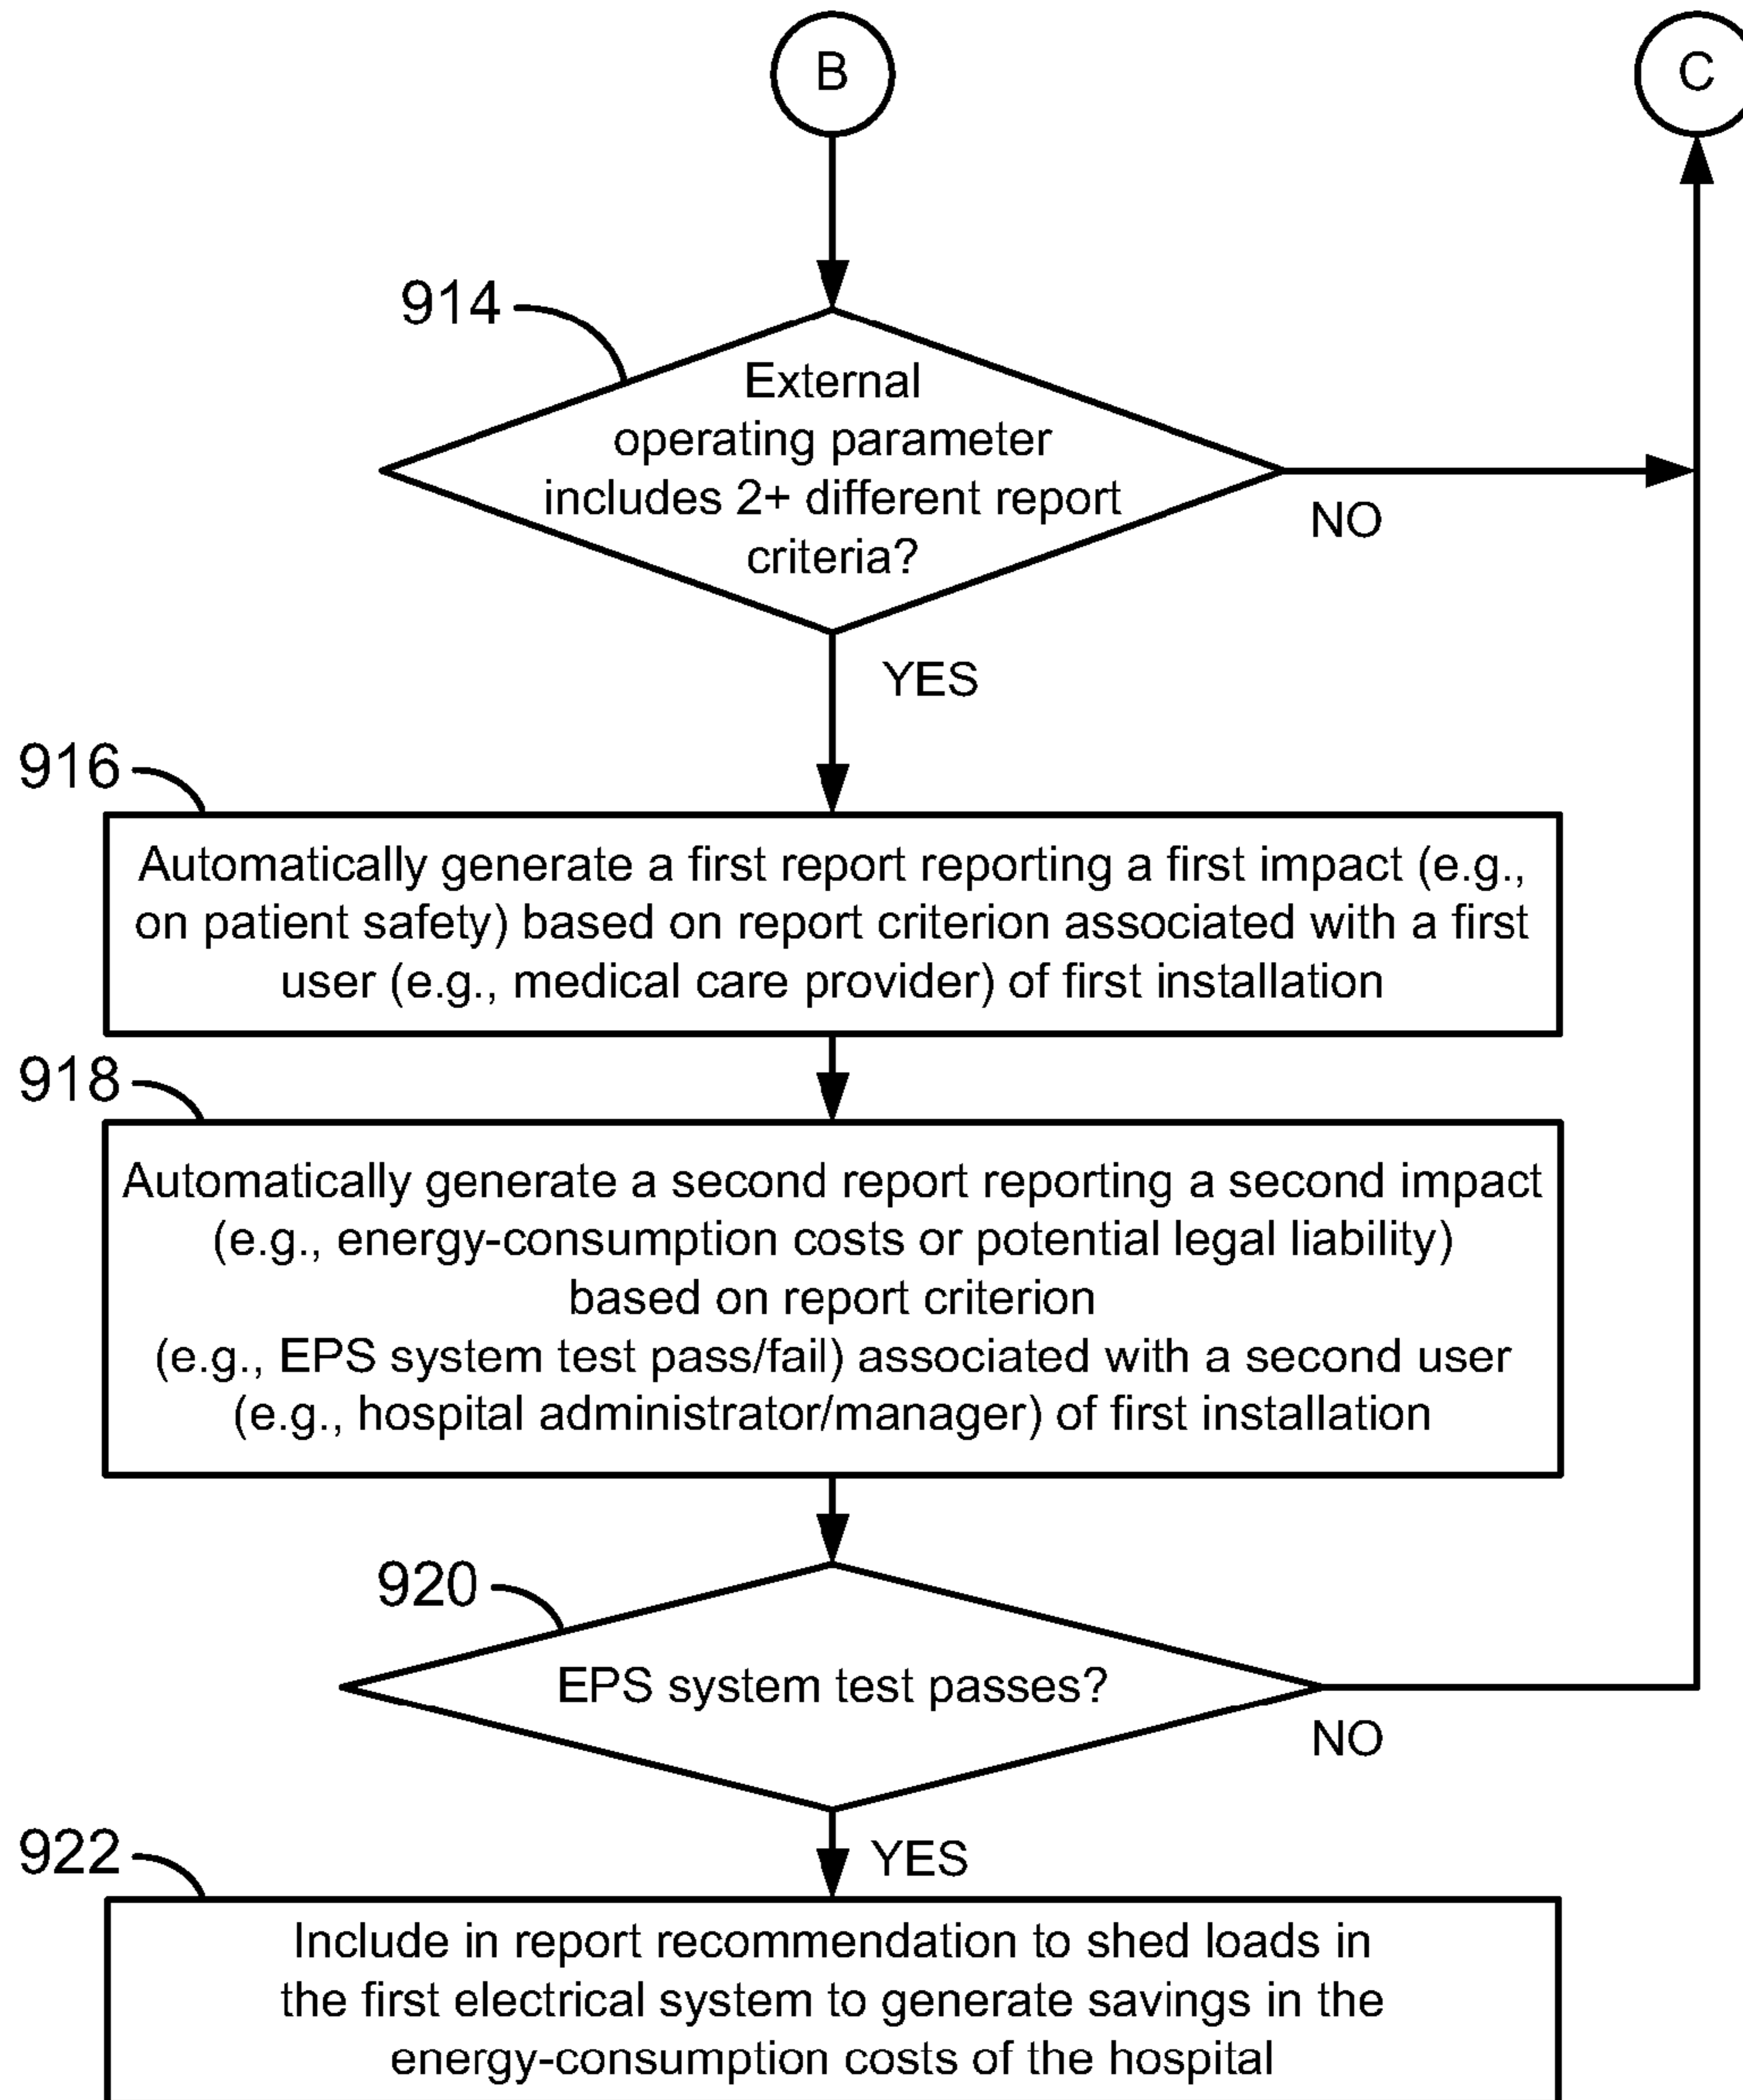 B
C
914
External
operating parameter
includes 2+ different report
criteria?
NO
YES
916
Automatically generate a first report reporting a first impact (e.g.,
on patient safety) based on report criterion associated with a first
user (e.g., medical care provider) of first installation
918
Automatically generate a second report reporting a second impact
(e.g., energy-consumption costs or potential legal liability)
based on report criterion
(e.g., EPS system test pass/fail) associated with a second user
(e.g., hospital administrator/manager) of first installation
920
EPS system test passes?
NO
YES
922
Include in report recommendation to shed loads in
the first electrical system to generate savings in the
energy-consumption costs of the hospital